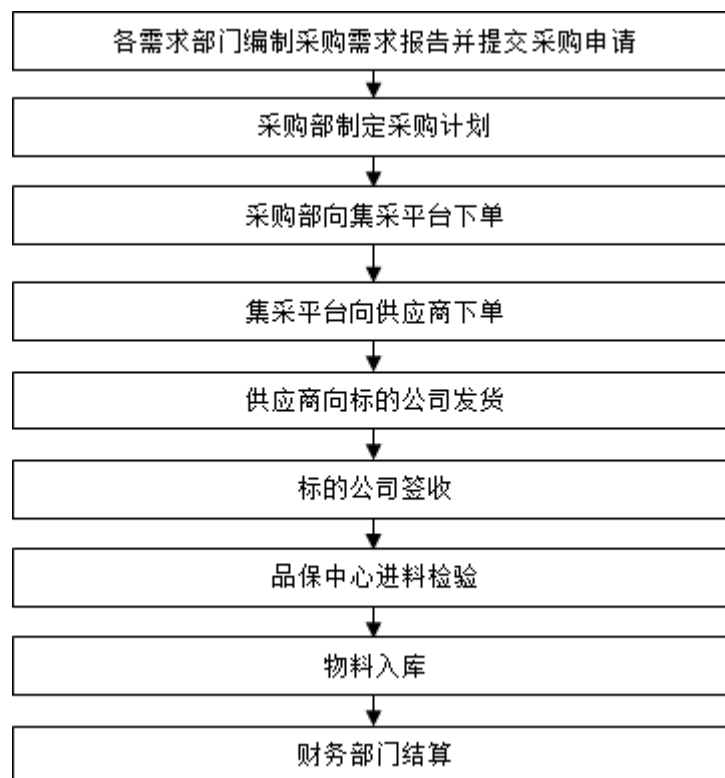 各需求部门编制采购需求报告并提交采购申请
采购部制定采购计划
采购部向集采平台下单
集采平台向供应商下单
供应商向标的公司发货
标的公司签收
品保中心进料检验
物料入库
财务部门结算